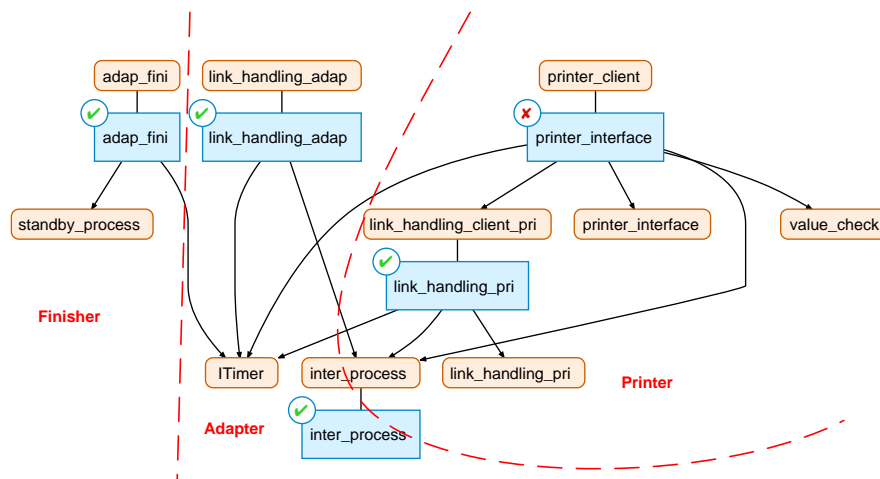 adap_fini
link_handling_adap
printer_client
✔
✔
✘
adap_fini
link_handling_adap
printer_interface
standby_process
link_handling_client_pri
printer_interface
value_check
✔
link_handling_pri
Finisher
ITimer
inter_process
link_handling_pri
Printer
✔
Adapter
inter_process